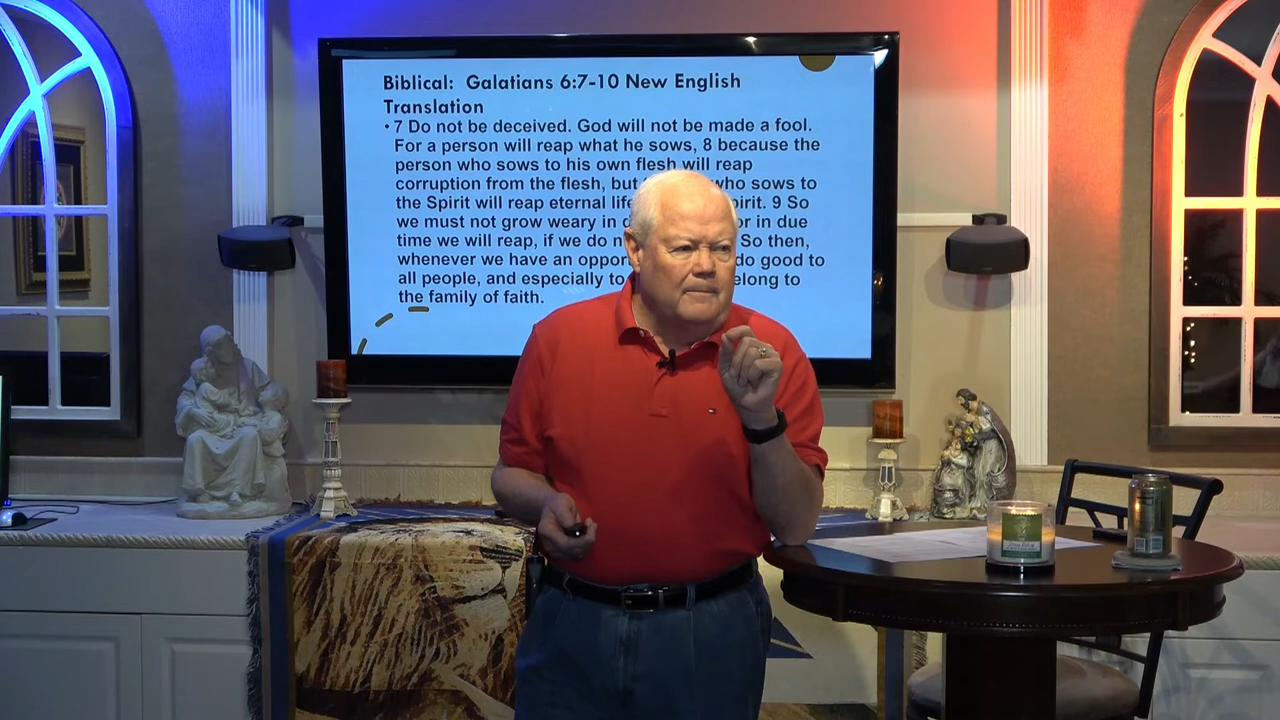 Biblical: Galatians 6:7-10 New English
Translation
• 7 Do not be deceived. God will not be made a fool.
For a person will reap what he sows, 8 because the
person who sows to his own flesh will reap
corruption from the flesh, but who sows to
the Spirit will reap eternal life pirit. 9 So
we must not grow weary in or in due
time we will reap, if we do So then,
whenever we have an oppor do good to
all people, and especially to elong to
the family of faith.